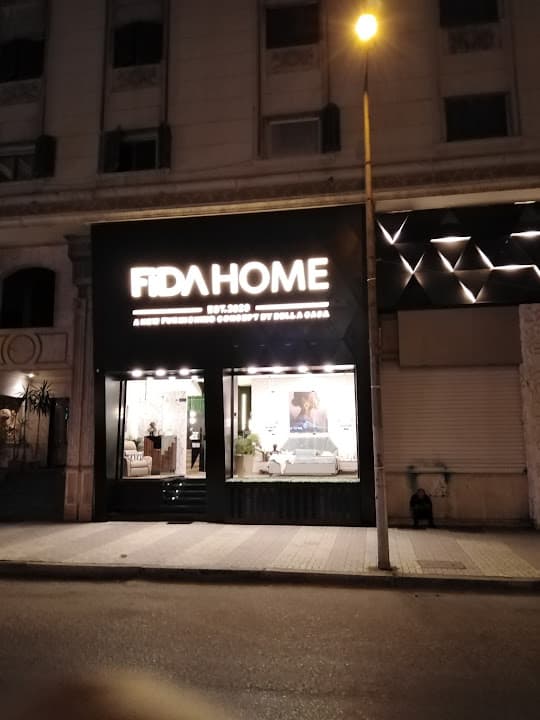 FIDA HOME
EST. 2020
A NEW FURNISHING CONCEPT BY BELLA CASA